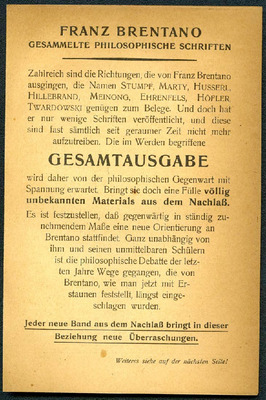 FRANZ BRENTANO
GESAMMELTE PHILOSOPHISCHE SCHRIFTEN
Zahlreich sind die Richtungen, die von Franz Brentano
ausgingen, die Namen STUMPF, MARTY, HUSSERL,
HILLEBRAND, MEINONG, EHRENFELS, HÖFLER
TWARDOWSKI genügen zum Belege. Und doch hat
er nur wenige Schriften veröffentlicht, und diese
sind fast sämtlich seit geraumer Zeit nicht mehr
aufzutreiben. Die im Werden begriffene
GESAMTAUSGABE
wird daher von der philosophischen Gegenwart mit
Spannung erwartet. Bringt sie doch eine Fülle völlig
unbekannten Materials aus dem Nachlaß.
Es ist festzustellen, daß gegenwärtig in ständig zu-
nehmendem Maße eine neue Orientierung an
Brentano stattfindet. Ganz unabhängig von
ihm und seinen unmittelbaren Schülern
ist die philosophische Debatte der letz-
ten Jahre Wege gegangen, die von
Brentano, wie man jetzt mit Er-
staunen feststellt, längst einge-
schlagen wurden.
Jeder neue Band aus dem Nachlaß bringt in dieser
Beziehung neue Überraschungen.
Weiteres siehe auf der nächsten Seite!